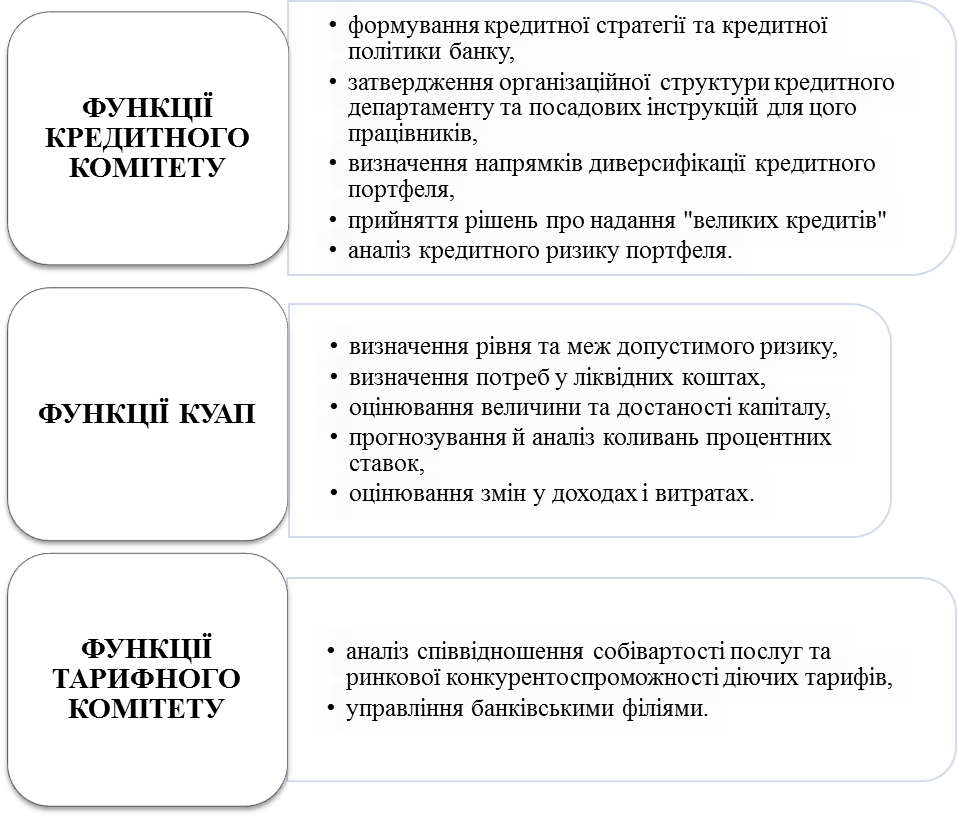 ФУНКЦІЇ
КРЕДИТНОГО
КОМІТЕТУ
• формування кредитної стратегії та кредитної
політики банку,
• затвердження організаційної структури кредитного
департаменту та посадових інструкцій для цого
працівників,
• визначення напрямків диверсифікації кредитного
портфеля,
• прийняття рішень про надання "великих кредитів"
• аналіз кредитного ризику портфеля.
ФУНКЦІЇ КУАП
• визначення рівня та меж допустимого ризику,
• визначення потреб у ліквідних коштах,
• оцінювання величини та достаності капіталу,
• прогнозування й аналіз коливань процентних
ставок,
• оцінювання змін у доходах і витратах.
ФУНКЦІЇ
ТАРИФНОГО
КОМІТЕТУ
• аналіз співвідношення собівартості послуг та
ринкової конкурентоспроможності діючих тарифів,
• управління банківськими філіями.